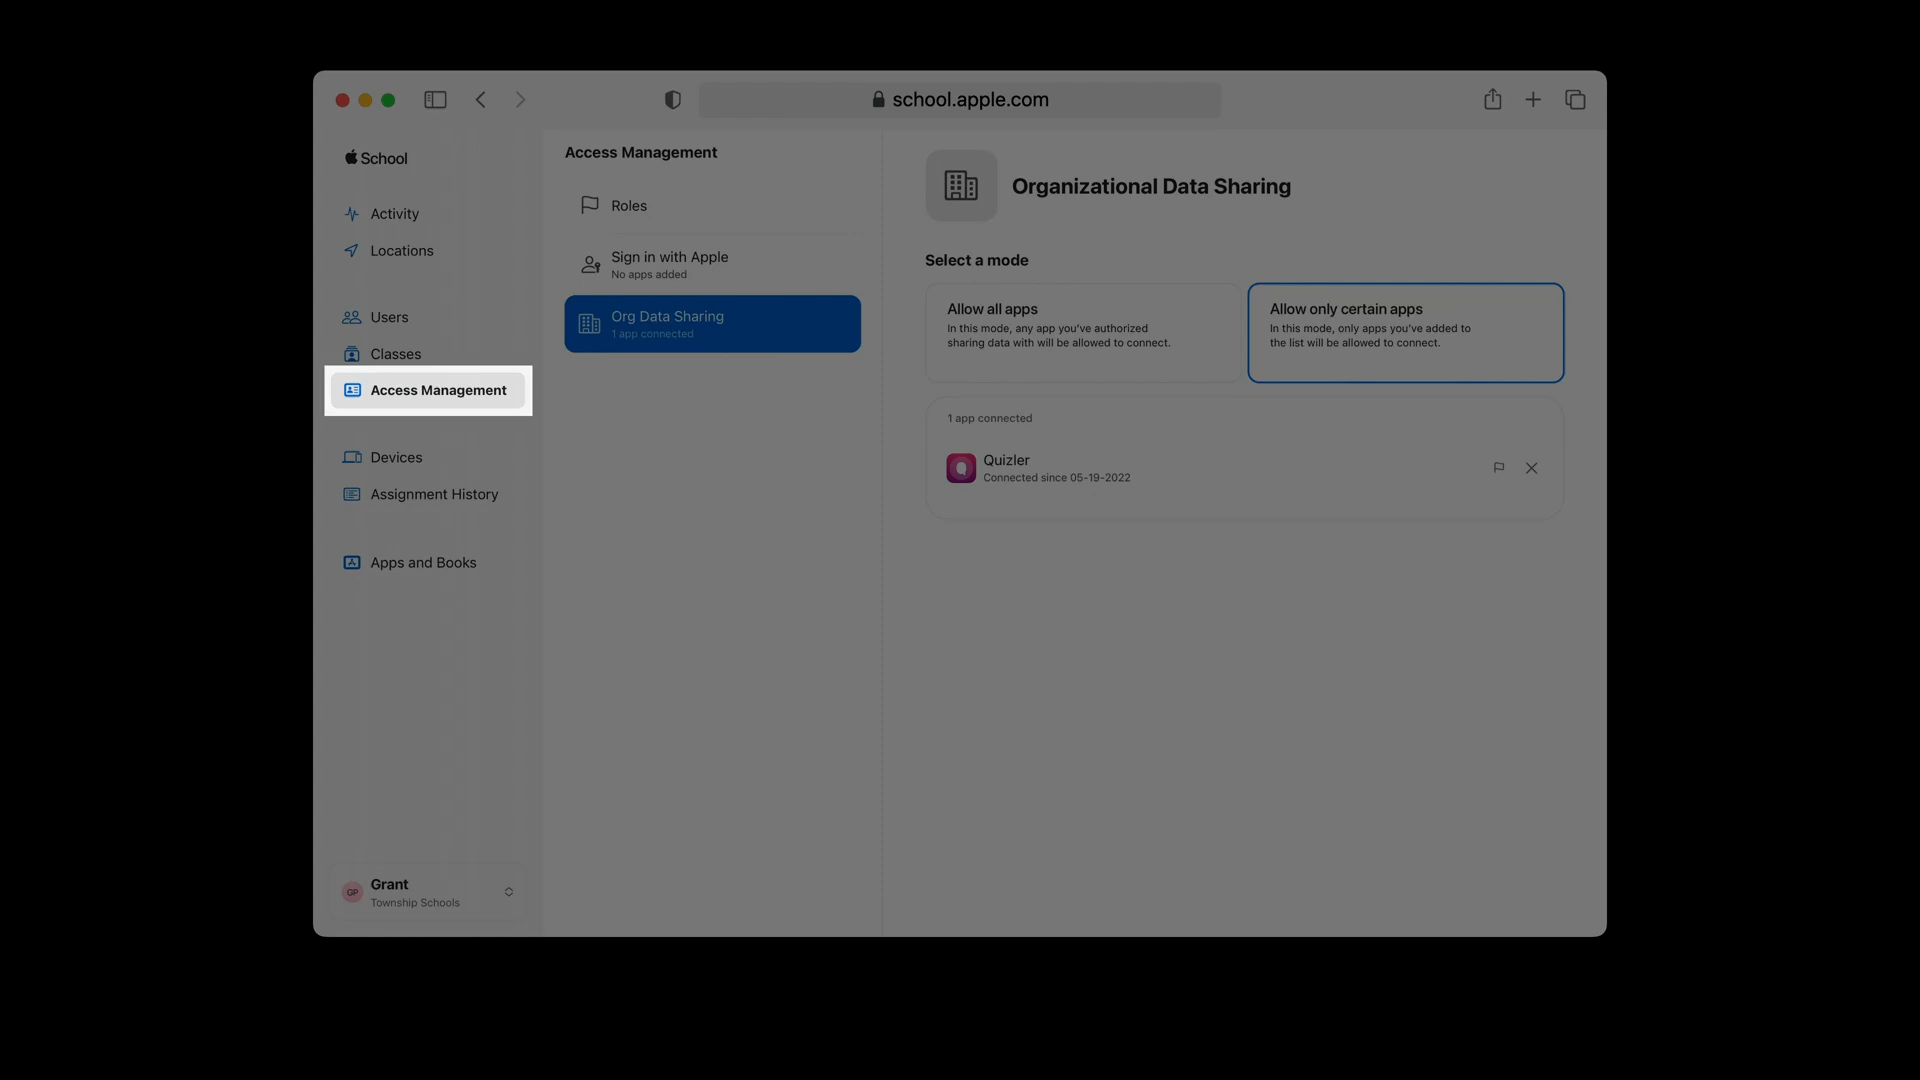 school.apple.com
School
Activity
Locations
Users
Classes
Access Management
Devices
Assignment History
Apps and Books
GP
Grant
Township Schools
Access Management
Roles
Sign in with Apple
No apps added
Org Data Sharing
1 app connected
Organizational Data Sharing
Select a mode
Allow all apps
In this mode, any app you’ve authorized
sharing data with will be allowed to connect.
Allow only certain apps
In this mode, only apps you’ve added to
the list will be allowed to connect.
1 app connected
Quizler
Connected since 05-19-2022